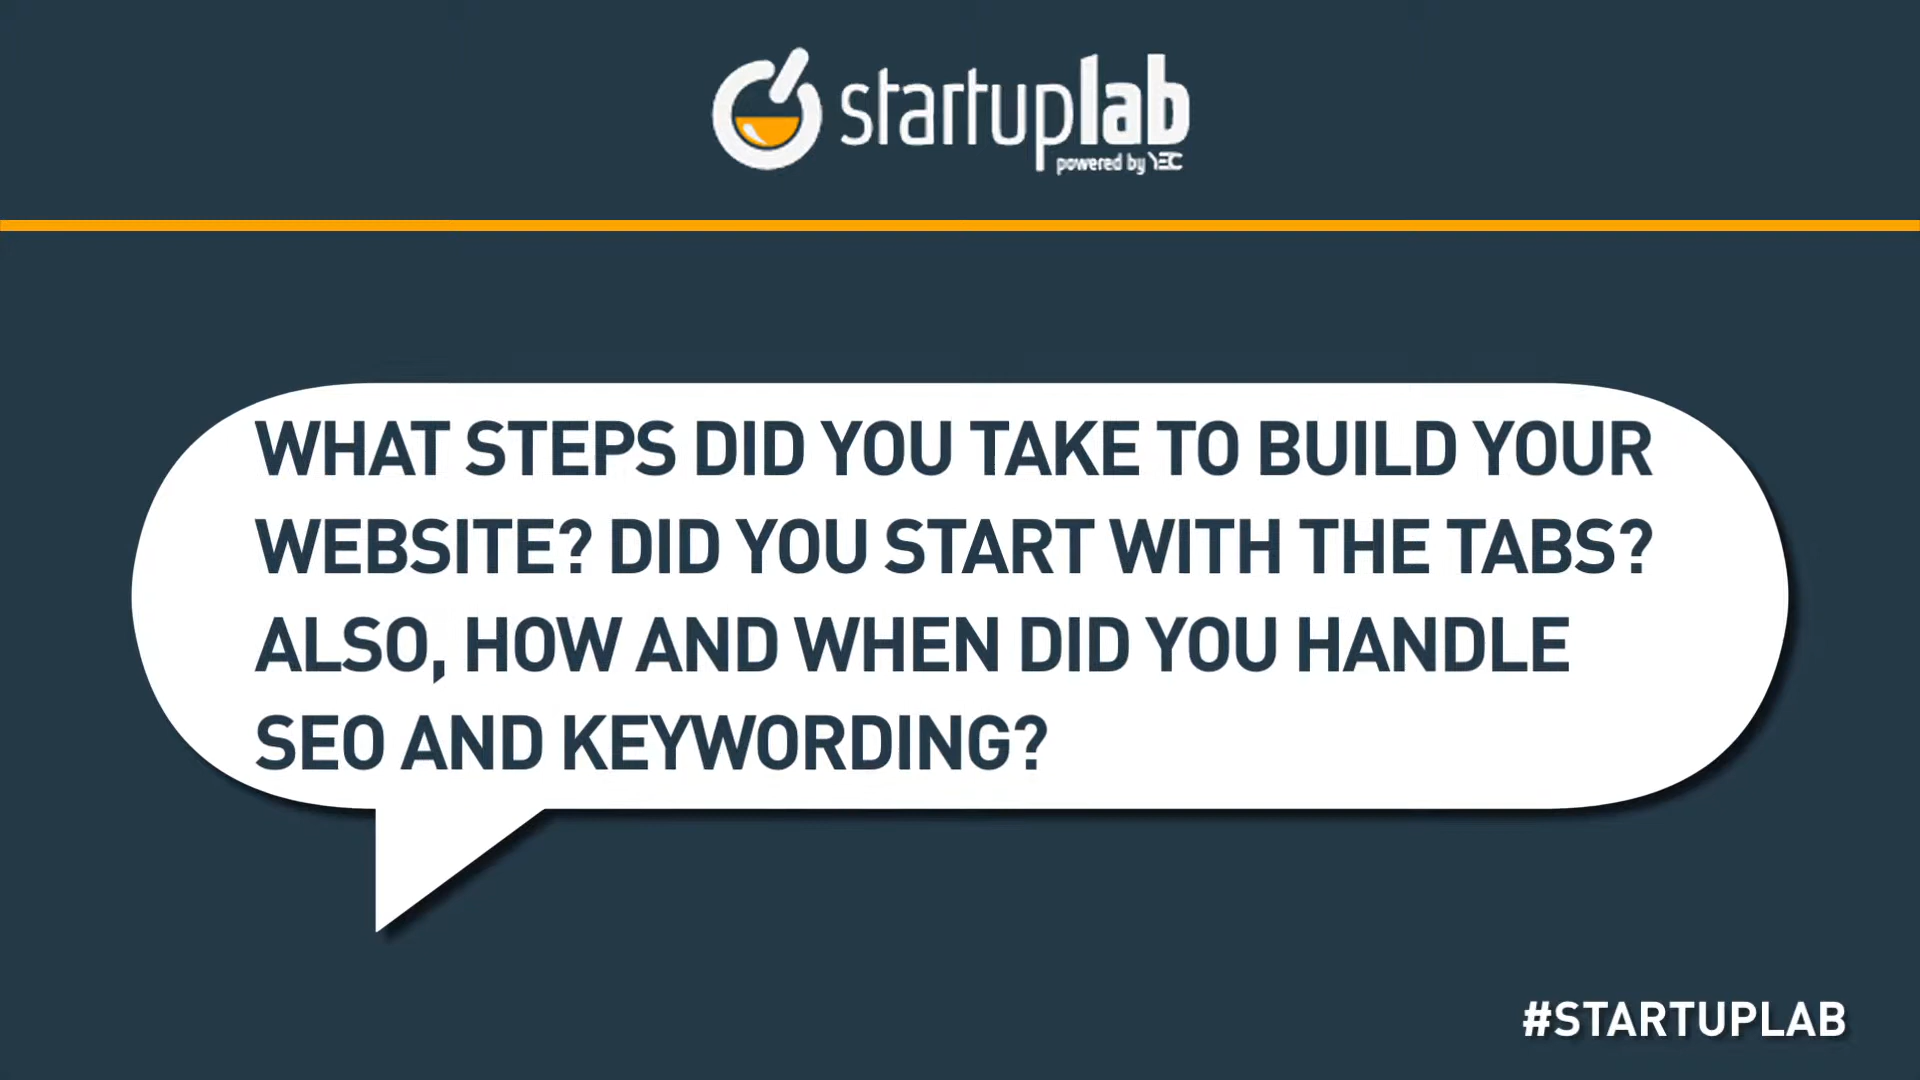 startuplab
powered by YEC
WHAT STEPS DID YOU TAKE TO BUILD YOUR
WEBSITE? DID YOU START WITH THE TABS?
ALSO, HOW AND WHEN DID YOU HANDLE
SEO AND KEYWORDING?
#STARTUPLAB